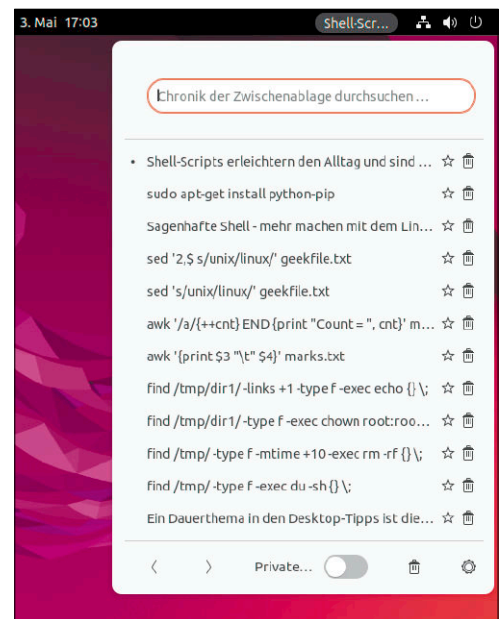 3. Mai 17:03 Shell-Scr...
Chronik der Zwischenablage durchsuchen ...
• Shell-Scripts erleichtern den Alltag und sind ...
sudo apt-get install python-pip
Sagenhafte Shell - mehr machen mit dem Lin...
sed '2,$ s/unix/linux/' geekfile.txt
sed 's/unix/linux/' geekfile.txt
awk '/a/{++cnt} END {print "Count = ", cnt}' m...
awk '{print $3 "\t" $4}' marks.txt
find /tmp/dir1/ -links +1 -type f -exec echo {} \;
find /tmp/dir1/ -type f -exec chown root:roo...
find /tmp/ -type f -mtime +10 -exec rm -rf {} \;
find /tmp/ -type f -exec du -sh {} \;
Ein Dauerthema in den Desktop-Tipps ist die...
Private...